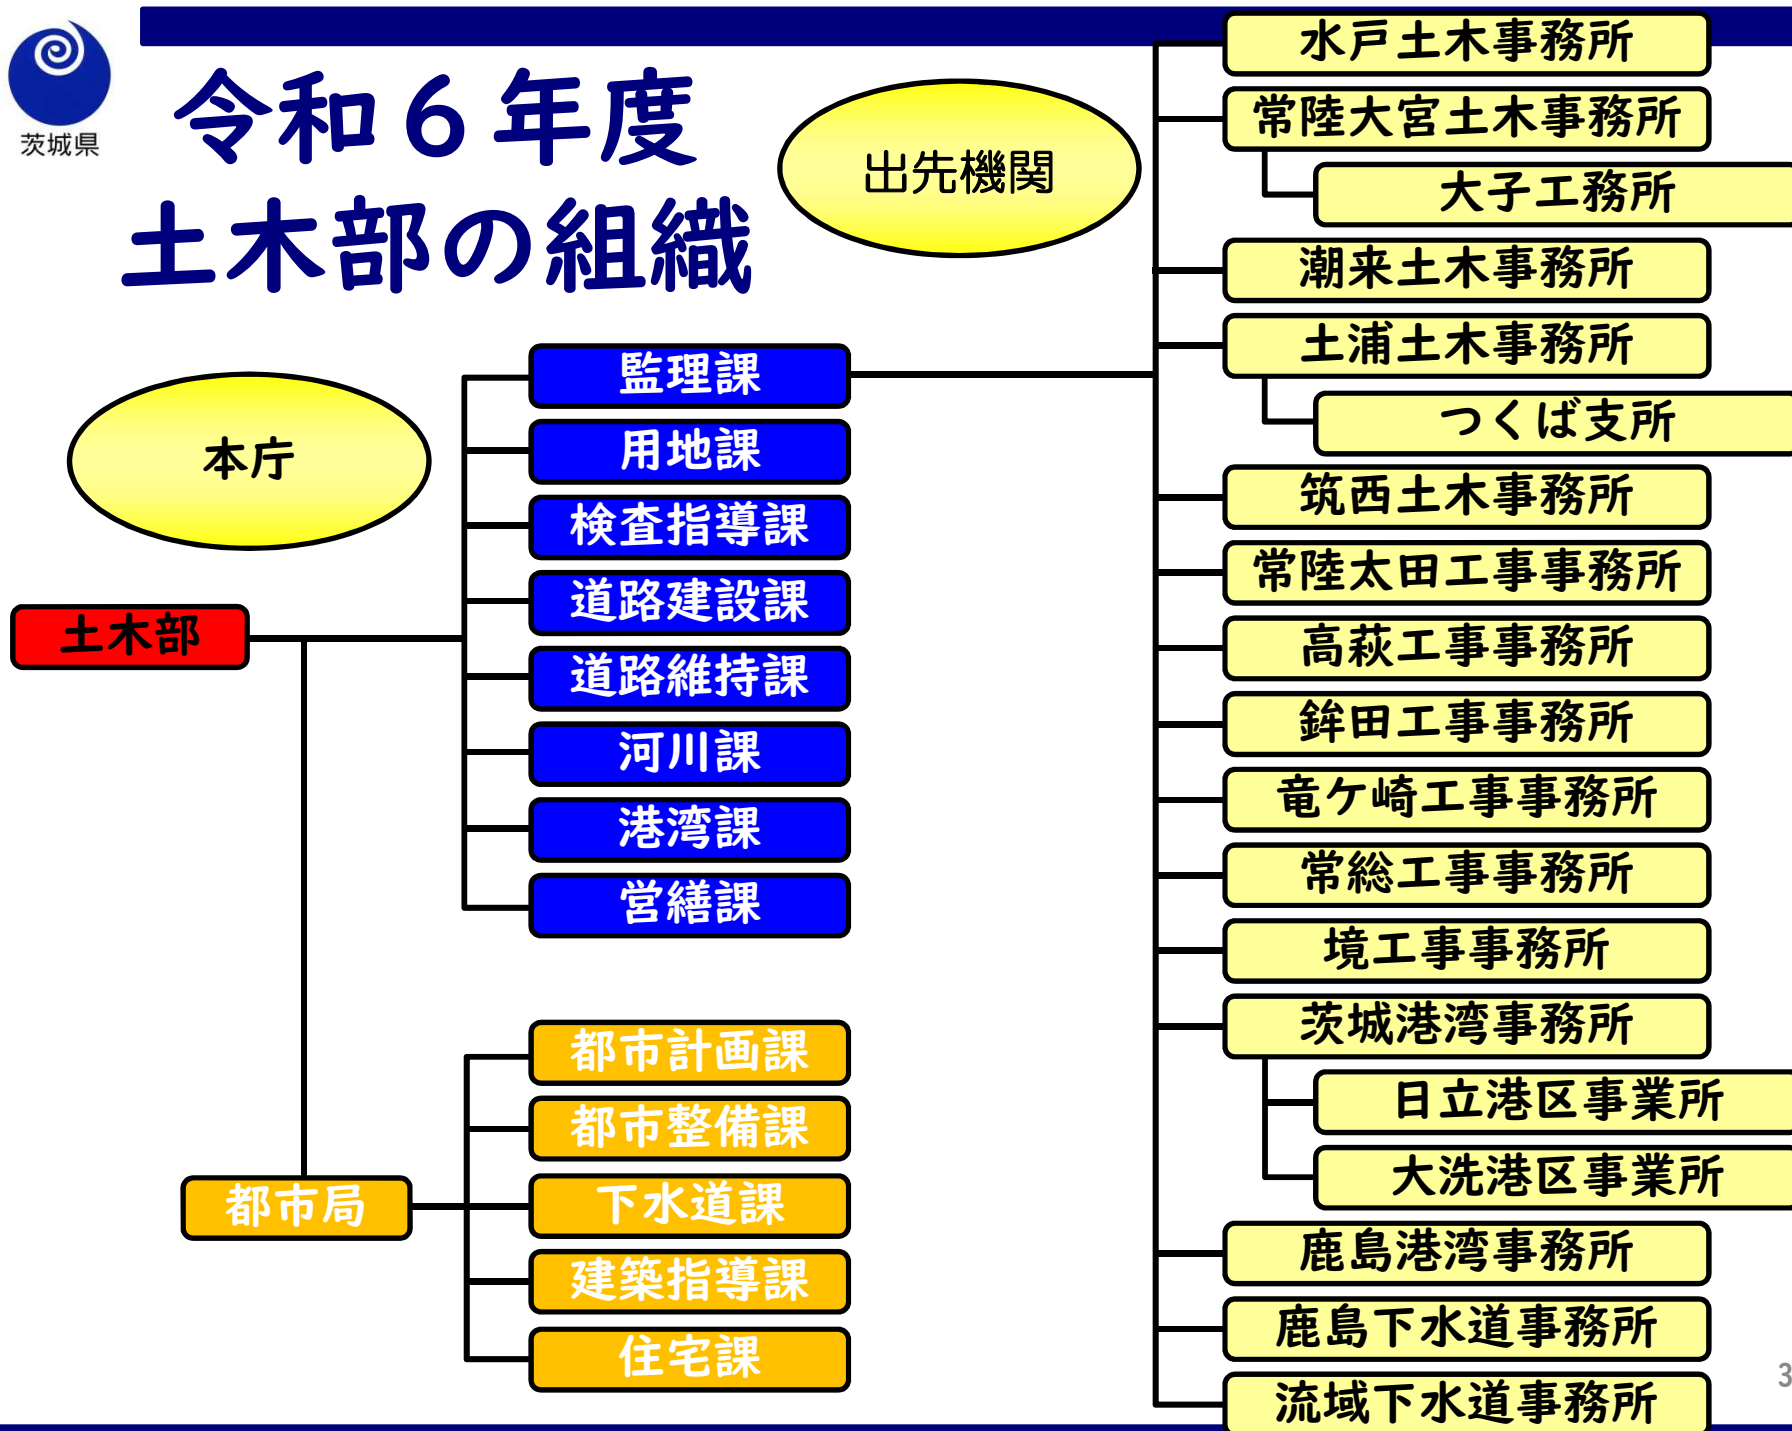 茨城県
令和６年度
土木部の組織
出先機関
本庁
土木部
監理課
用地課
検査指導課
道路建設課
道路維持課
河川課
港湾課
営繕課
都市局
都市計画課
都市整備課
下水道課
建築指導課
住宅課
水戸土木事務所
常陸大宮土木事務所
大子工務所
潮来土木事務所
土浦土木事務所
つくば支所
筑西土木事務所
常陸太田工事事務所
高萩工事事務所
鉾田工事事務所
竜ケ崎工事事務所
常総工事事務所
境工事事務所
茨城港湾事務所
日立港区事業所
大洗港区事業所
鹿島港湾事務所
鹿島下水道事務所
流域下水道事務所
3